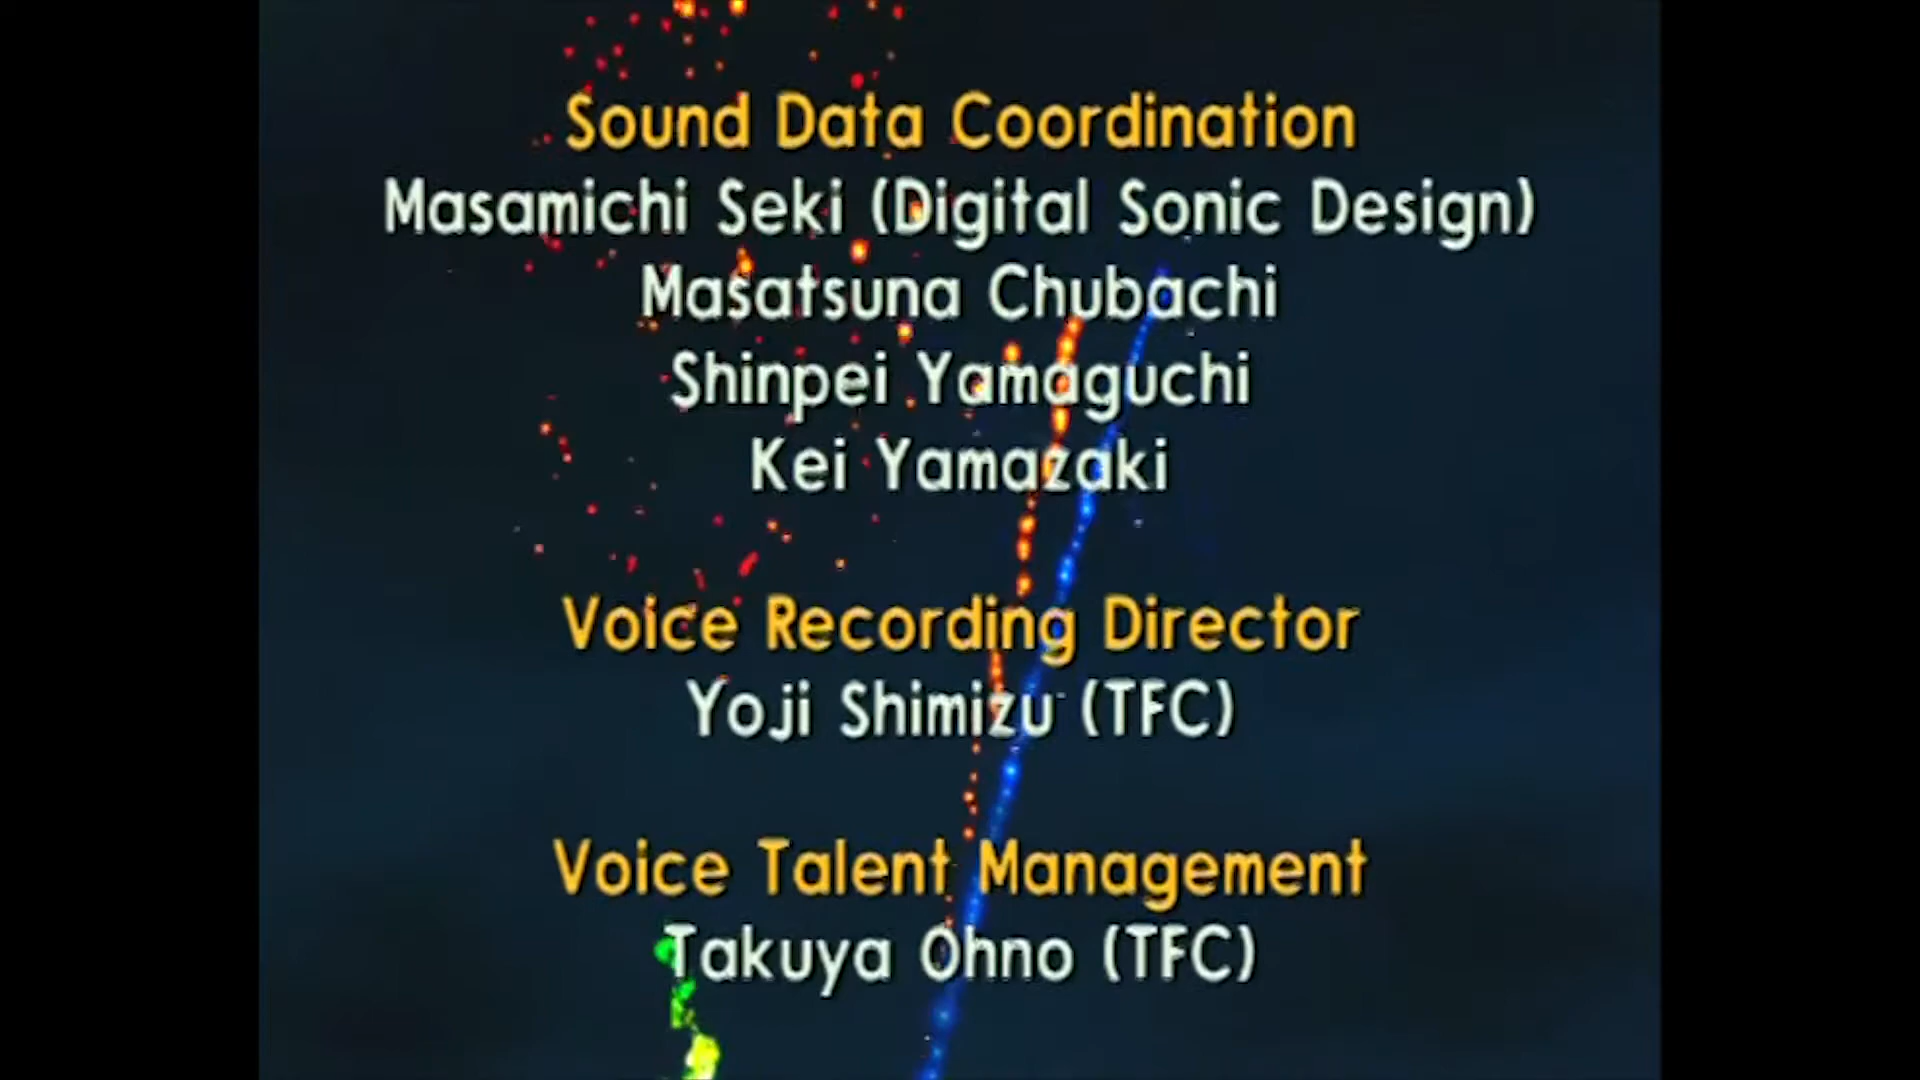 Sound Data Coordination
Masamichi Seki (Digital Sonic Design)
Masatsuna Chubachi
Shinpei Yamaguchi
Kei Yamazaki
Voice Recording Director
Yoji Shimizu (TFC)
Voice Talent Management
Takuya Ohno (TFC)